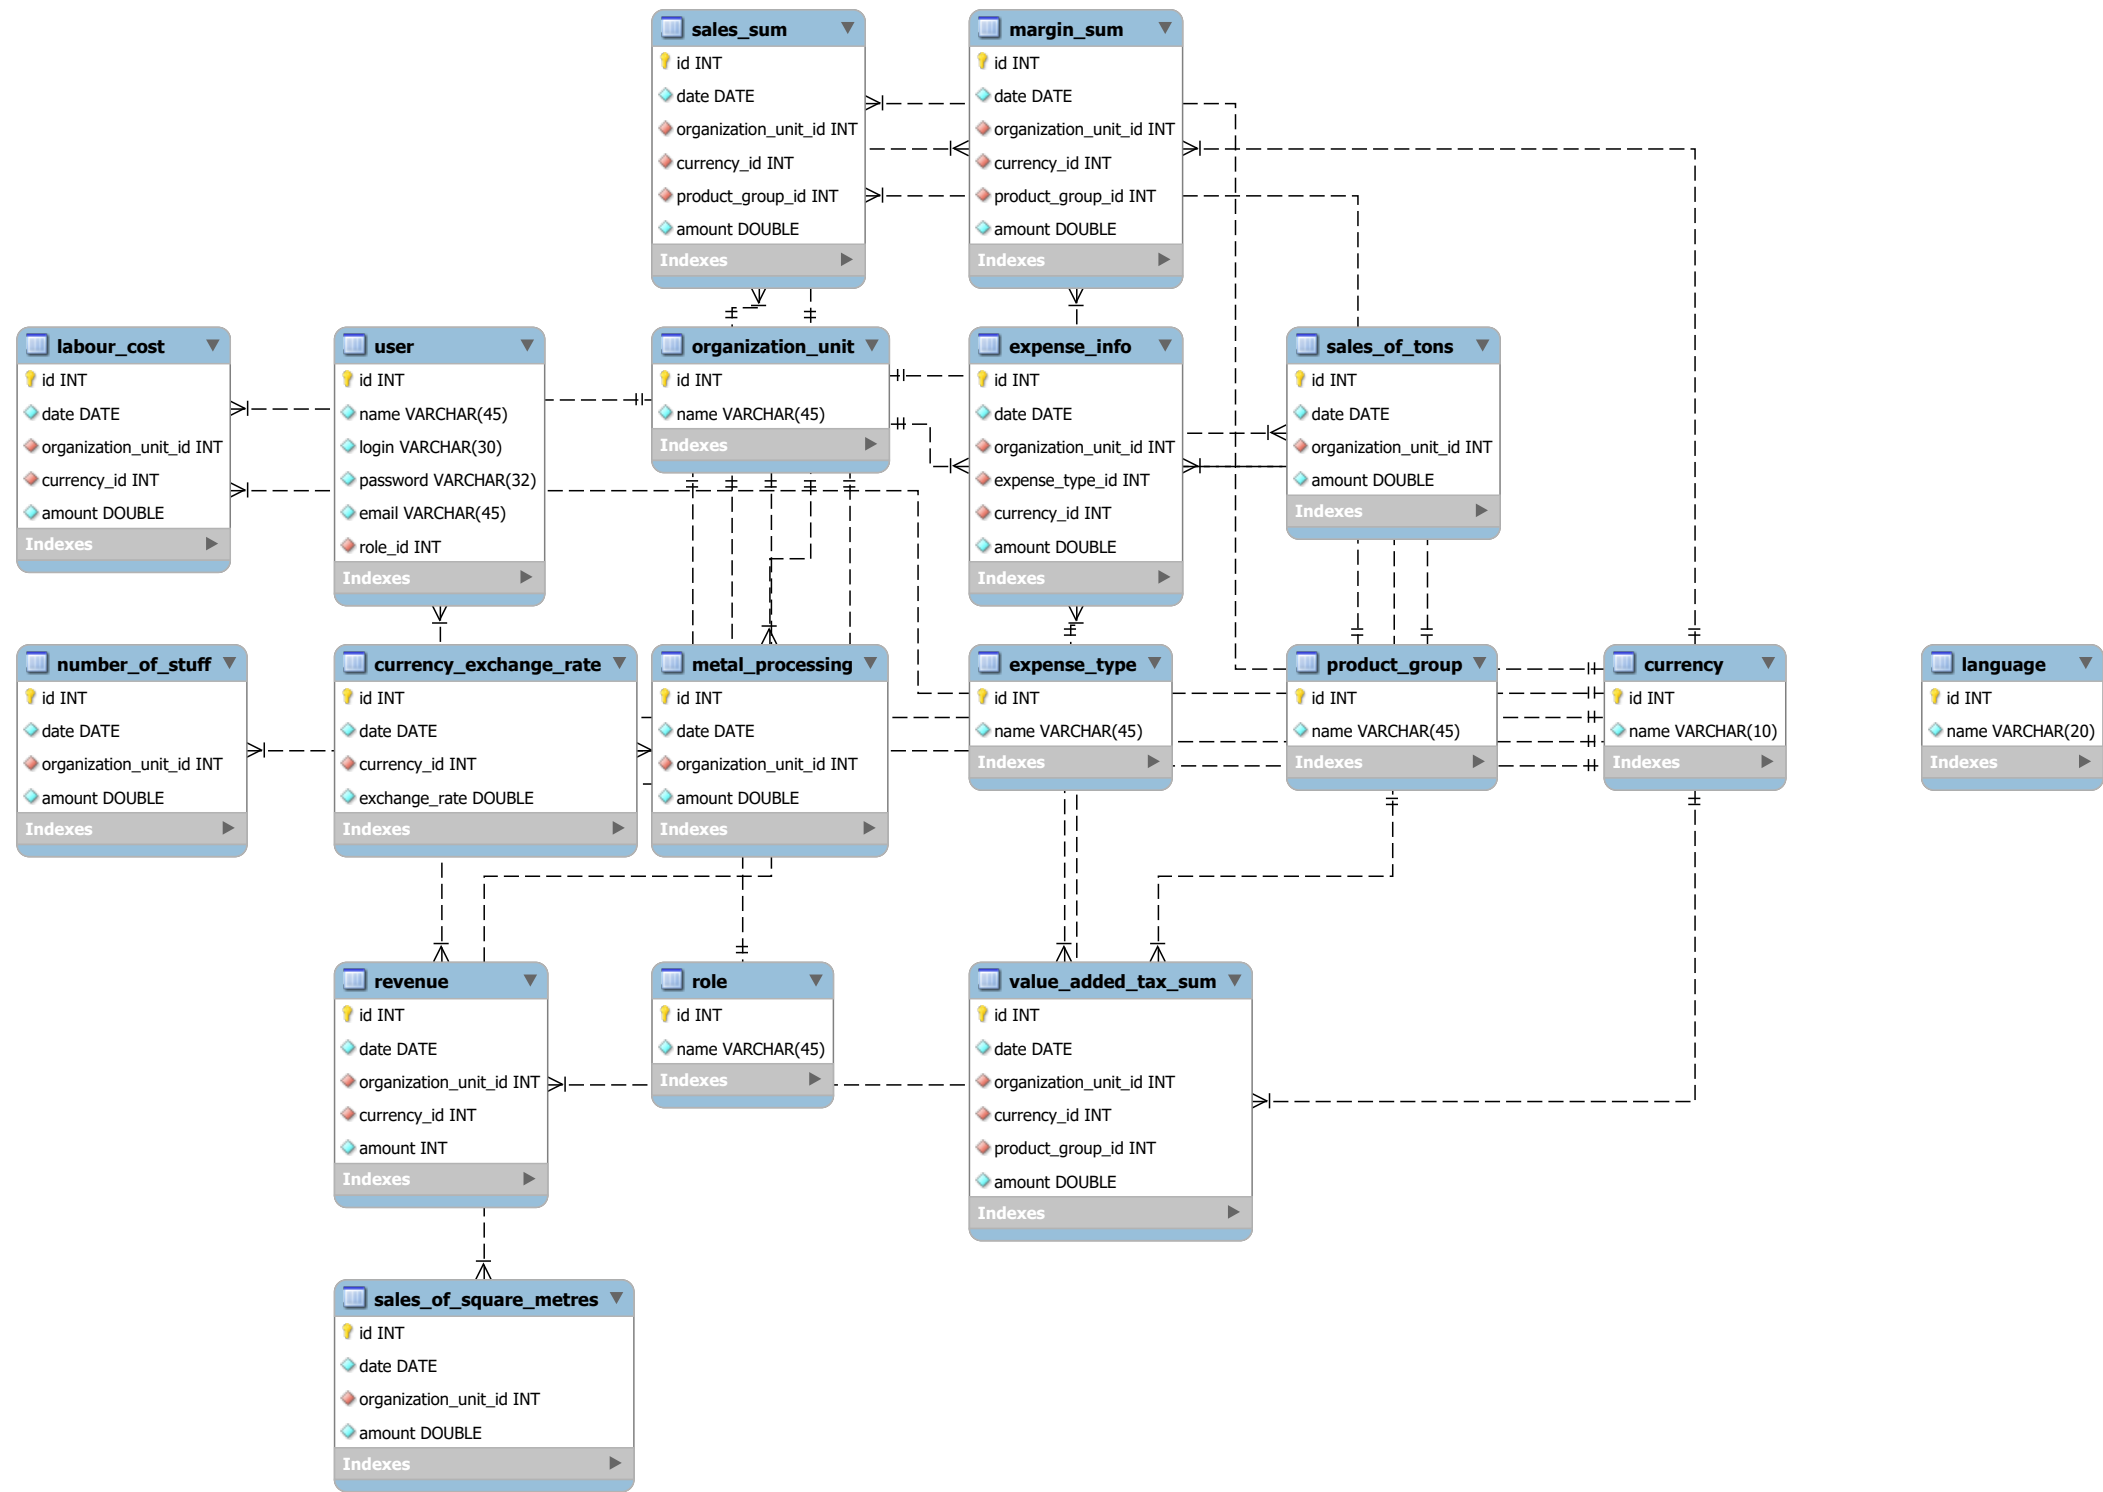 sales_sum
id INT
date DATE
organization_unit_id INT
currency_id INT
product_group_id INT
amount DOUBLE
Indexes
margin_sum
id INT
date DATE
organization_unit_id INT
currency_id INT
product_group_id INT
amount DOUBLE
Indexes
labour_cost
id INT
date DATE
organization_unit_id INT
currency_id INT
amount DOUBLE
Indexes
user
id INT
name VARCHAR(45)
login VARCHAR(30)
password VARCHAR(32)
email VARCHAR(45)
role_id INT
Indexes
organization_unit
id INT
name VARCHAR(45)
Indexes
expense_info
id INT
date DATE
organization_unit_id INT
expense_type_id INT
currency_id INT
amount DOUBLE
Indexes
sales_of_tons
id INT
date DATE
organization_unit_id INT
amount DOUBLE
Indexes
number_of_stuff
id INT
date DATE
organization_unit_id INT
amount DOUBLE
Indexes
currency_exchange_rate
id INT
date DATE
currency_id INT
exchange_rate DOUBLE
Indexes
metal_processing
id INT
date DATE
organization_unit_id INT
amount DOUBLE
Indexes
expense_type
id INT
name VARCHAR(45)
Indexes
product_group
id INT
name VARCHAR(45)
Indexes
currency
id INT
name VARCHAR(10)
Indexes
language
id INT
name VARCHAR(20)
Indexes
revenue
id INT
date DATE
organization_unit_id INT
currency_id INT
amount INT
Indexes
role
id INT
name VARCHAR(45)
Indexes
value_added_tax_sum
id INT
date DATE
organization_unit_id INT
currency_id INT
product_group_id INT
amount DOUBLE
Indexes
sales_of_square_metres
id INT
date DATE
organization_unit_id INT
amount DOUBLE
Indexes